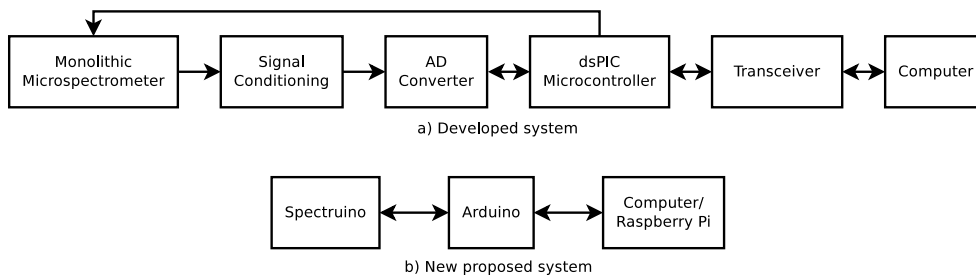 Monolithic
Microspectrometer
Signal
Conditioning
AD
Converter
dsPIC
Microcontroller
Transceiver
Computer
a) Developed system
Spectruino
Arduino
Computer/
Raspberry Pi
b) New proposed system